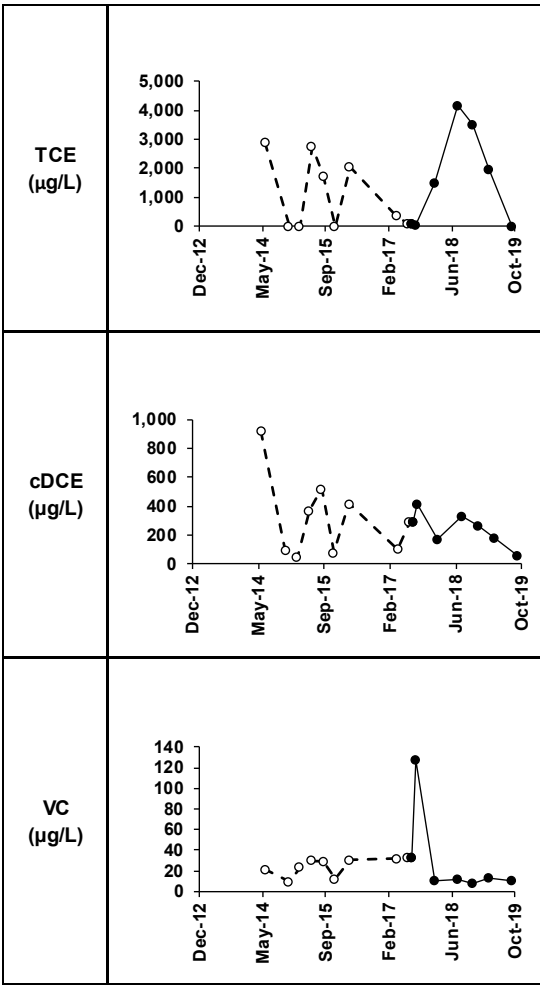 TCE
(µg/L)
5,000
4,000
3,000
2,000
1,000
0
Dec-12
May-14
Sep-15
Feb-17
Jun-18
Oct-19
cDCE
(µg/L)
1,000
800
600
400
200
0
Dec-12
May-14
Sep-15
Feb-17
Jun-18
Oct-19
VC
(µg/L)
140
120
100
80
60
40
20
0
Dec-12
May-14
Sep-15
Feb-17
Jun-18
Oct-19